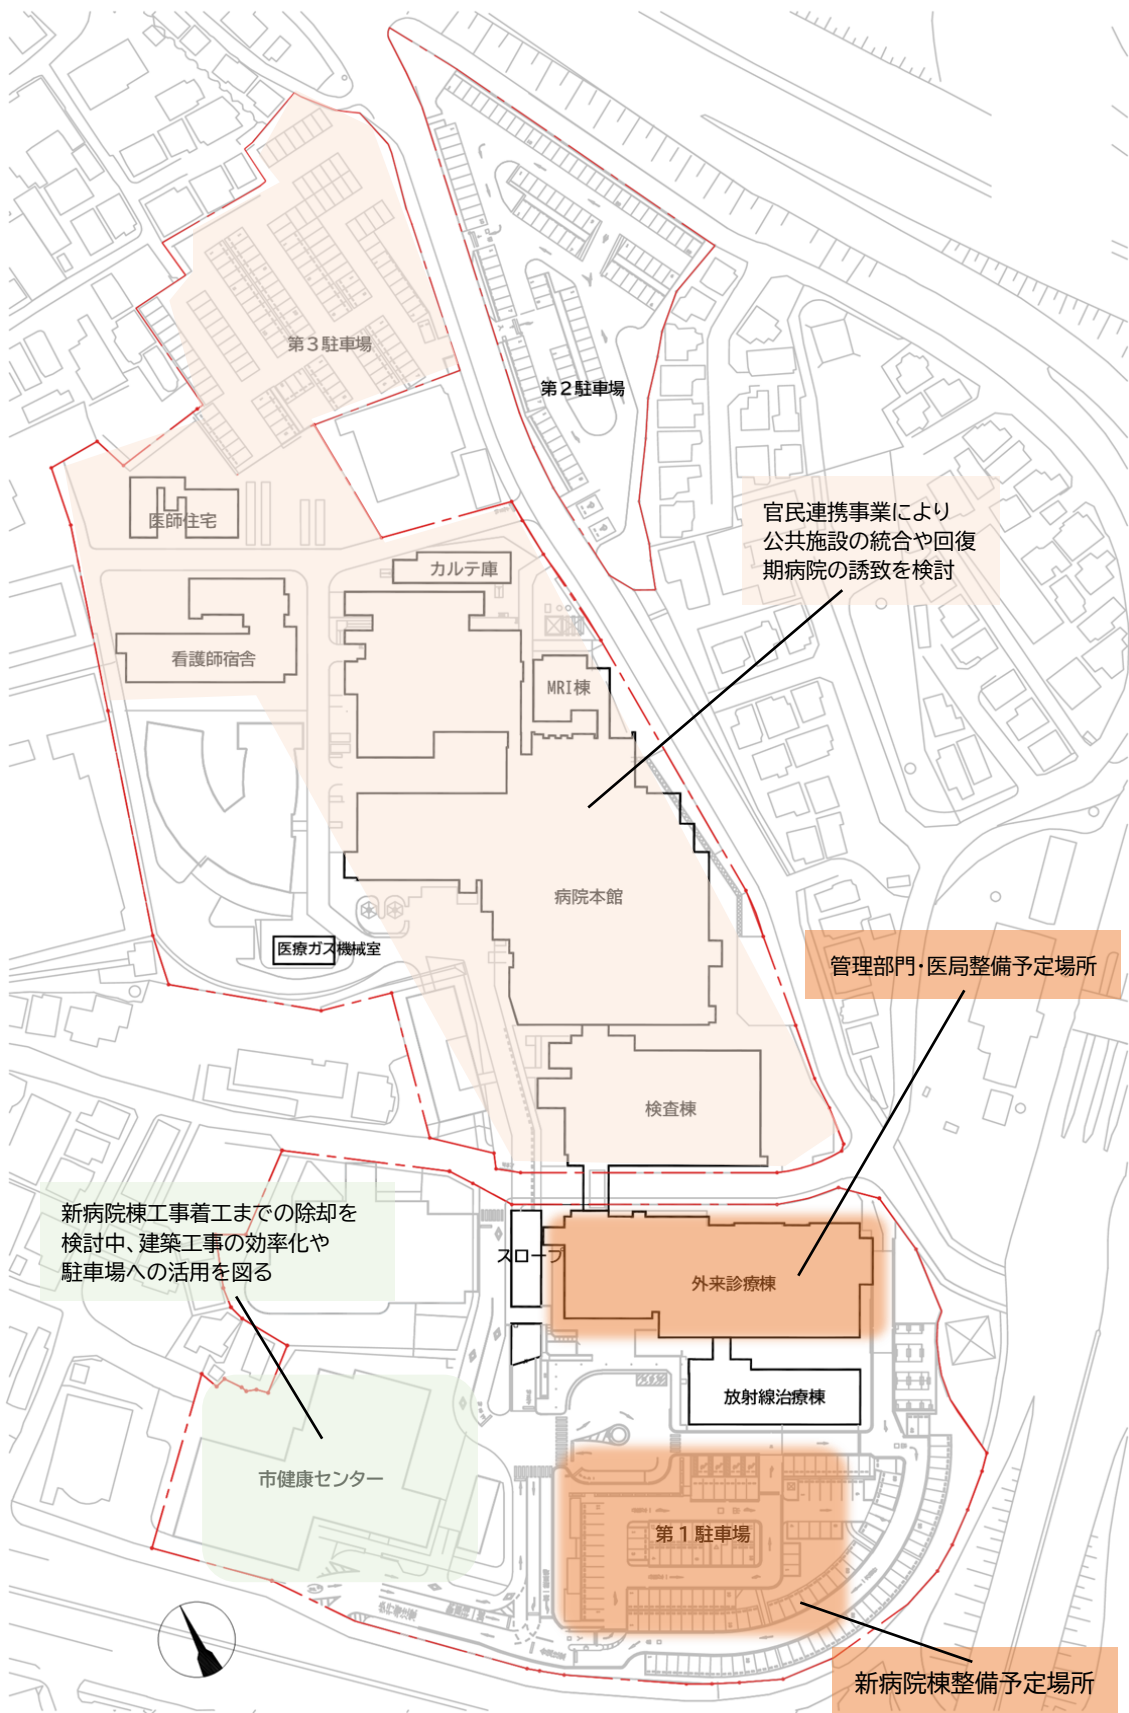 第3駐車場
第2駐車場
医師住宅
官民連携事業により
公共施設の統合や回復
期病院の誘致を検討
カルテ庫
看護師宿舎
MRI棟
病院本館
医療ガス機械室
管理部門・医局整備予定場所
検査棟
新病院棟工事着工までの除却を
検討中、建築工事の効率化や
駐車場への活用を図る
スロープ
外来診療棟
放射線治療棟
市健康センター
第1駐車場
新病院棟整備予定場所